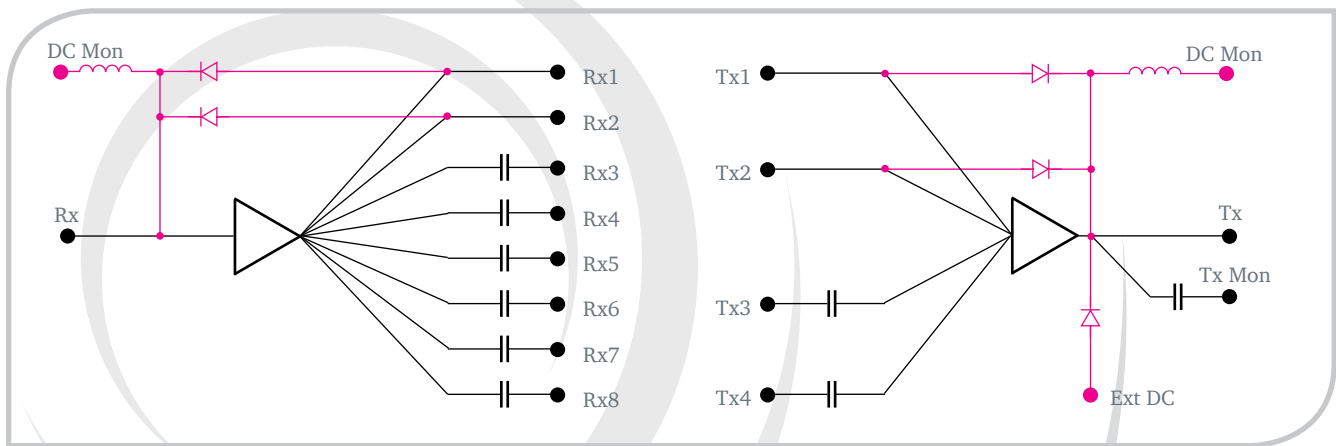 DC Mon
Rx
Rx1
Rx2
Rx3
Rx4
Rx5
Rx6
Rx7
Rx8
Tx1
Tx2
Tx3
Tx4
DC Mon
Tx
Tx Mon
Ext DC